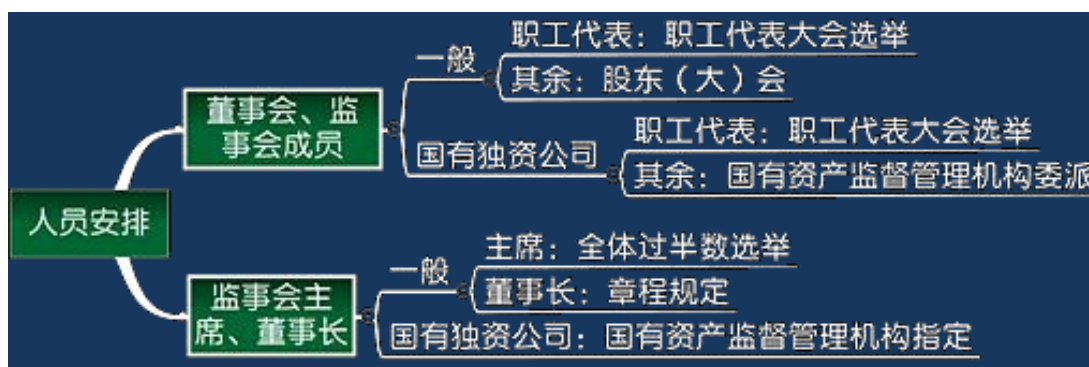 人员安排
董事会、监
事会成员
一般
职工代表：职工代表大会选举
其余：股东（大）会
国有独资公司
职工代表：职工代表大会选举
其余：国有资产监督管理机构委派
监事会主
席、董事长
一般
主席：全体过半数选举
董事长：章程规定
国有独资公司：国有资产监督管理机构指定